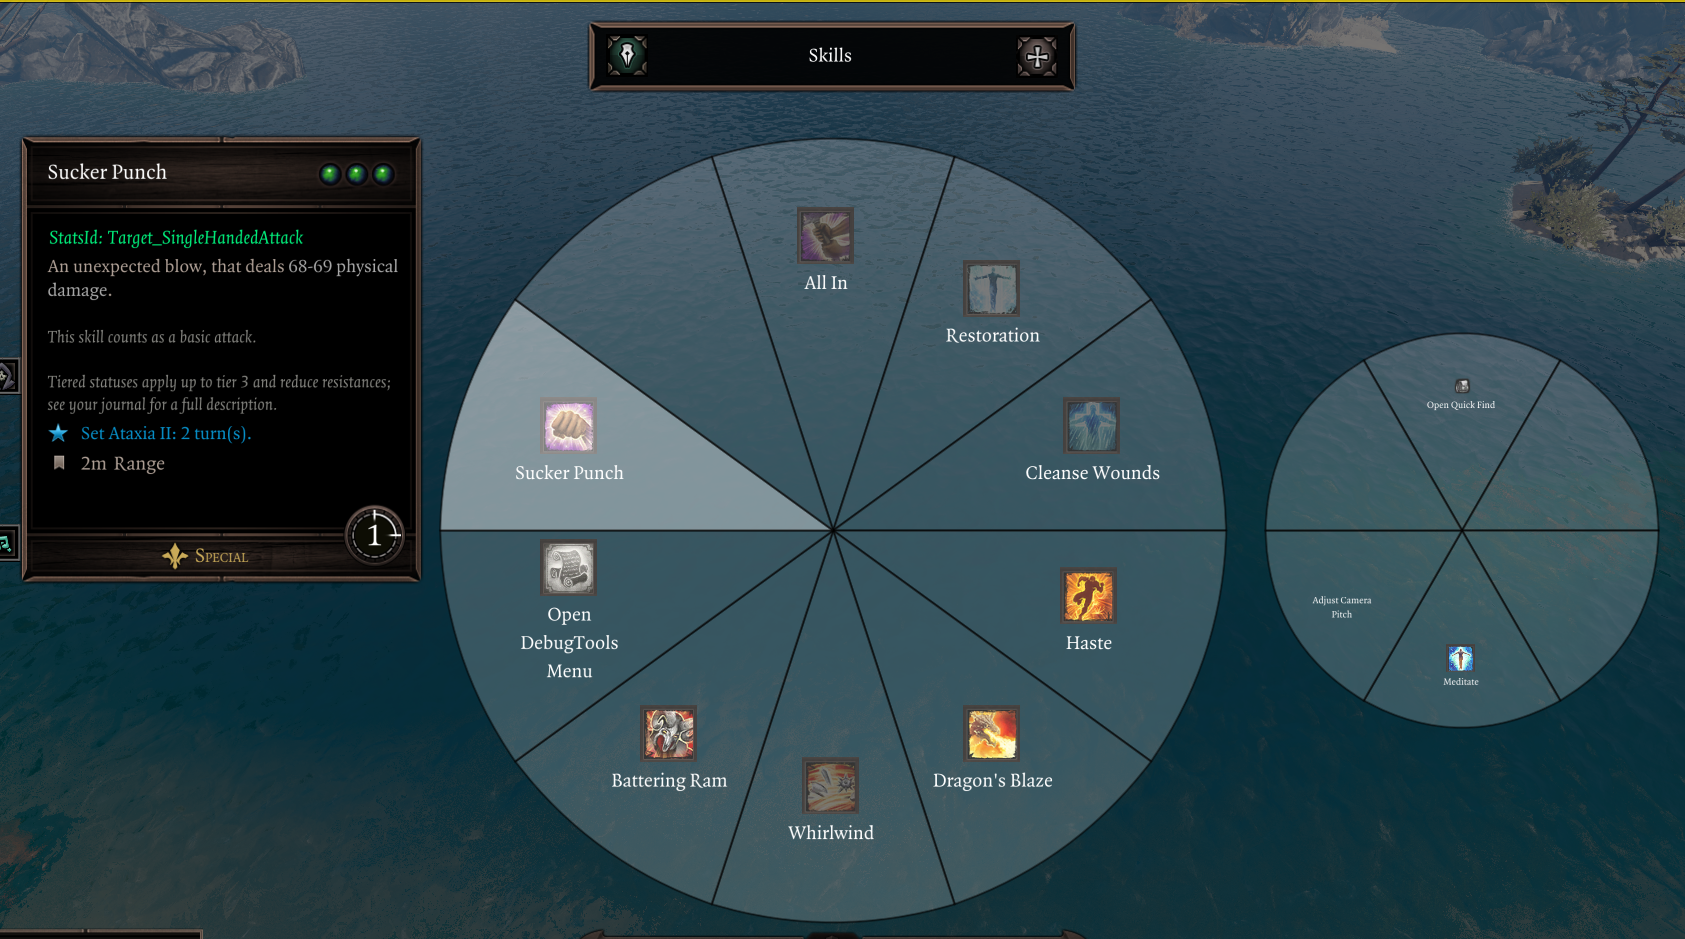 Skills
Sucker Punch
StatsId: Target_SingleHandedAttack
An unexpected blow, that deals 68-69 physical
damage.
This skill counts as a basic attack.
Tiered statuses apply up to tier 3 and reduce resistances;
see your journal for a full description.
Set Ataxia II: 2 turn(s).
2m Range
1
Special
All In
Restoration
Sucker Punch
Cleanse Wounds
Open
DebugTools
Menu
Haste
Battering Ram
Dragon's Blaze
Whirlwind
Open Quick Find
Adjust Camera
Pitch
Meditate